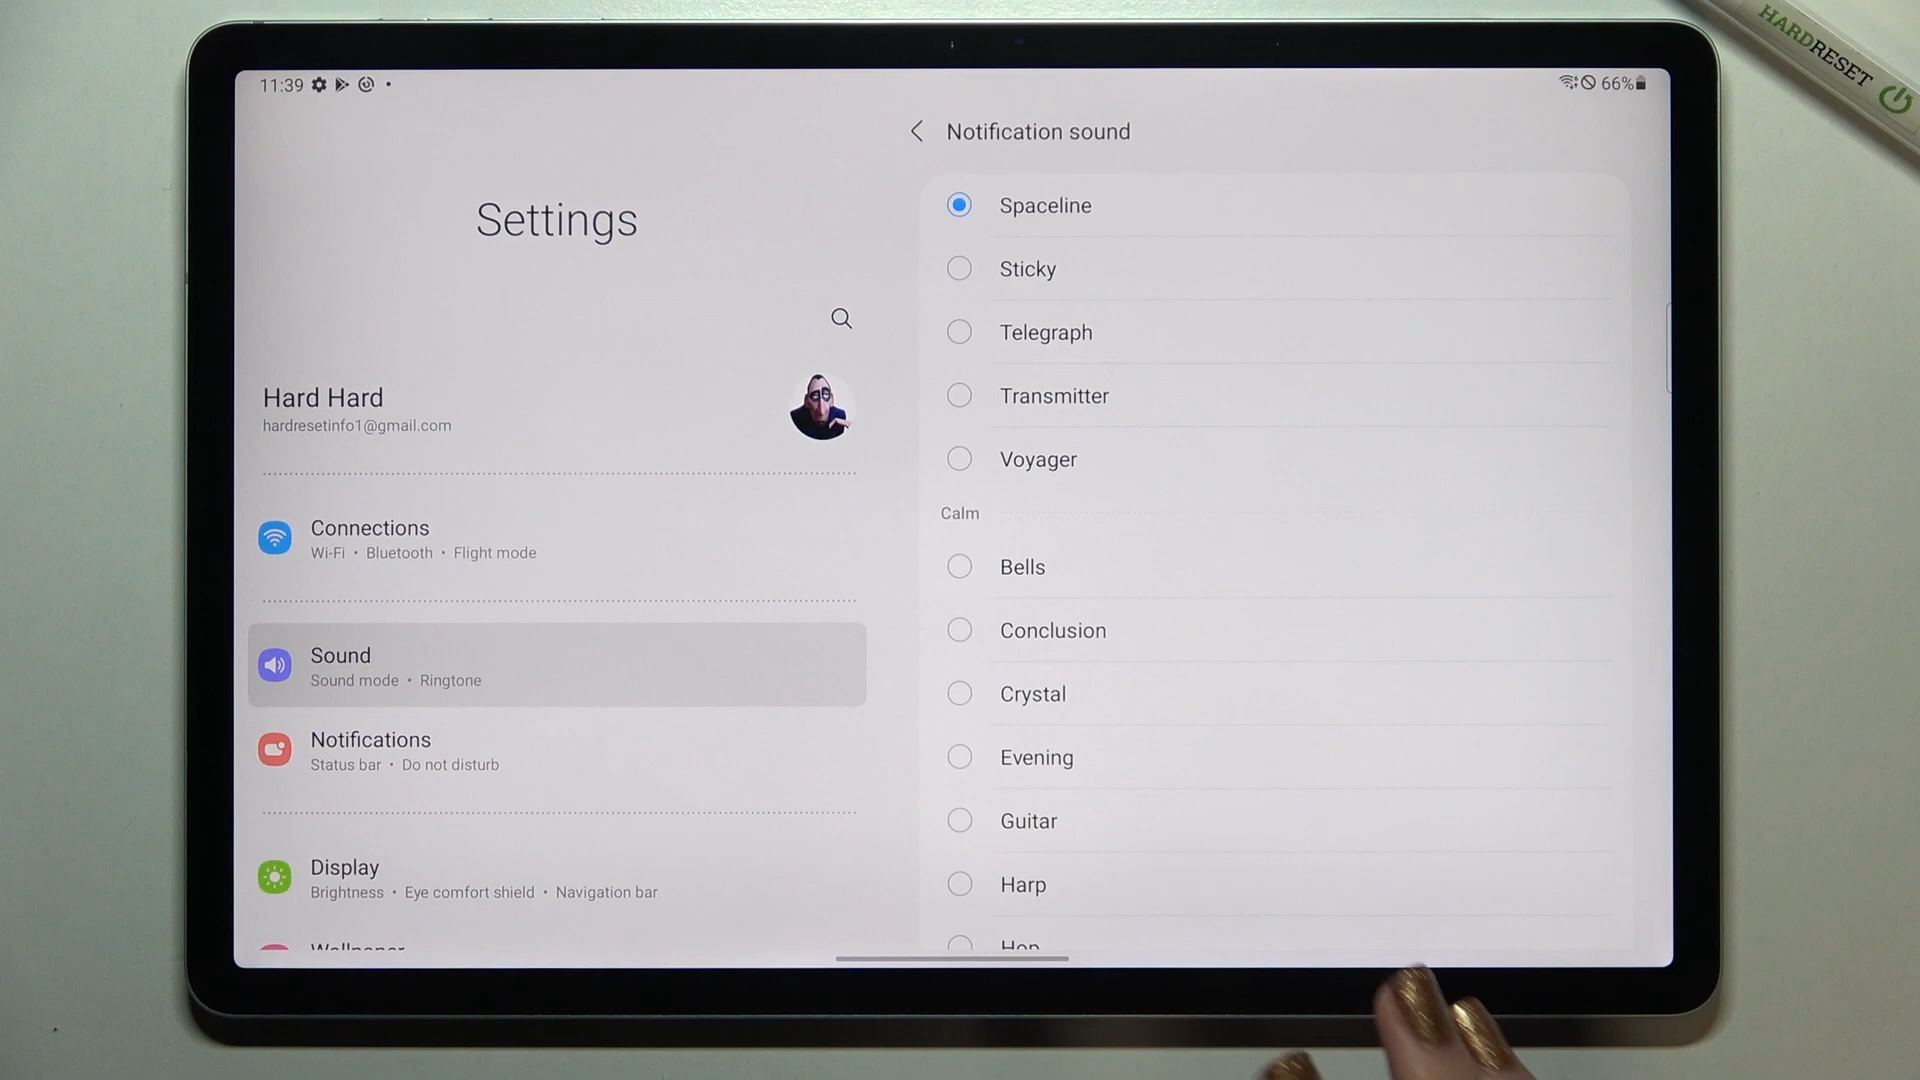 11:39
66%
HARDRESET
Settings
Hard Hard
hardresetinfo1@gmail.com
Connections
Wi-Fi • Bluetooth • Flight mode
Sound
Sound mode • Ringtone
Notifications
Status bar • Do not disturb
Display
Brightness • Eye comfort shield • Navigation bar
Wallpaper
Notification sound
Spaceline
Sticky
Telegraph
Transmitter
Voyager
Calm
Bells
Conclusion
Crystal
Evening
Guitar
Harp
Hop